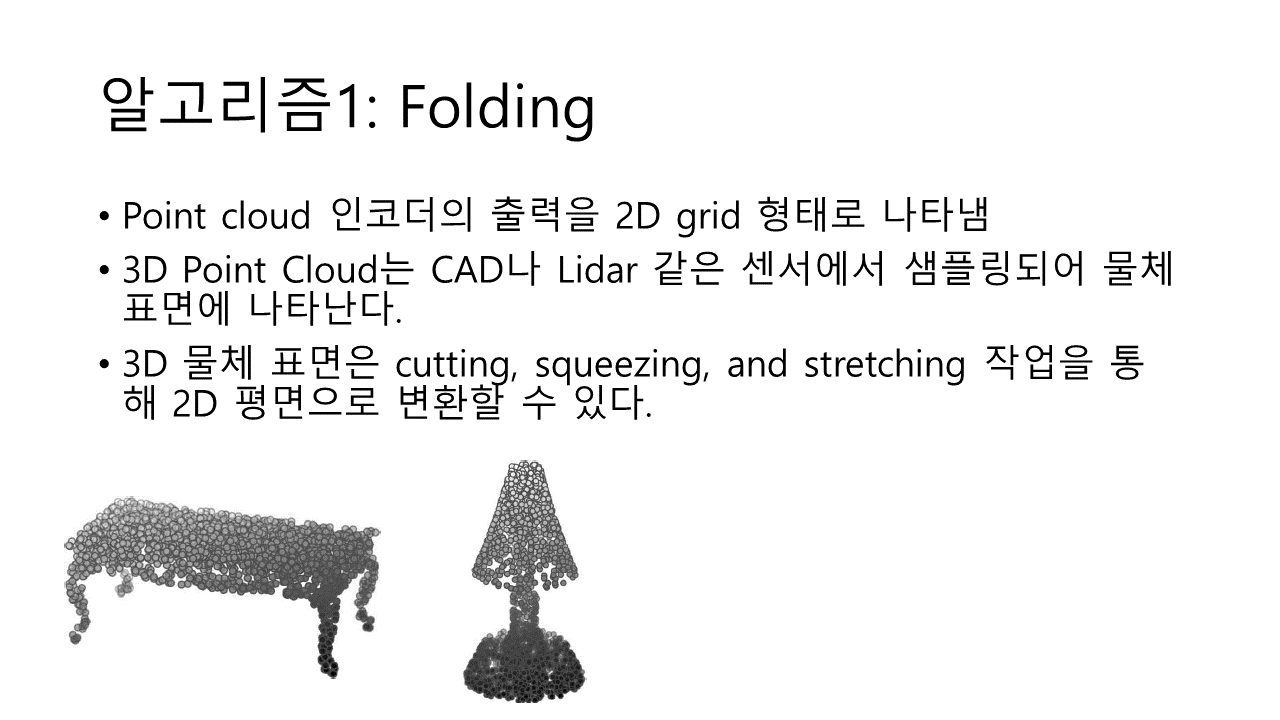 알고리즘1: Folding
• Point cloud 인코더의 출력을 2D grid 형태로 나타냄
• 3D Point Cloud는 CAD나 Lidar 같은 센서에서 샘플링되어 물체
표면에 나타난다.
• 3D 물체 표면은 cutting, squeezing, and stretching 작업을 통
해 2D 평면으로 변환할 수 있다.